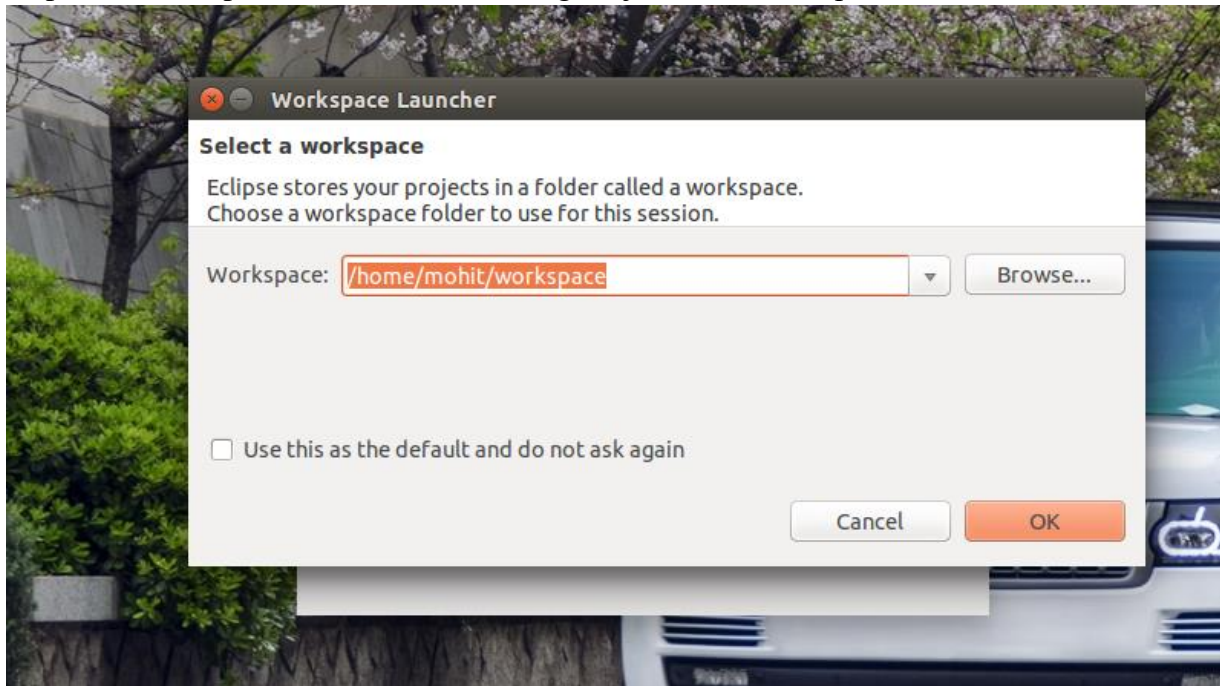 Workspace Launcher
Select a workspace
Eclipse stores your projects in a folder called a workspace.
Choose a workspace folder to use for this session.
Workspace: /home/mohit/workspace Browse...
Use this as the default and do not ask again
Cancel OK